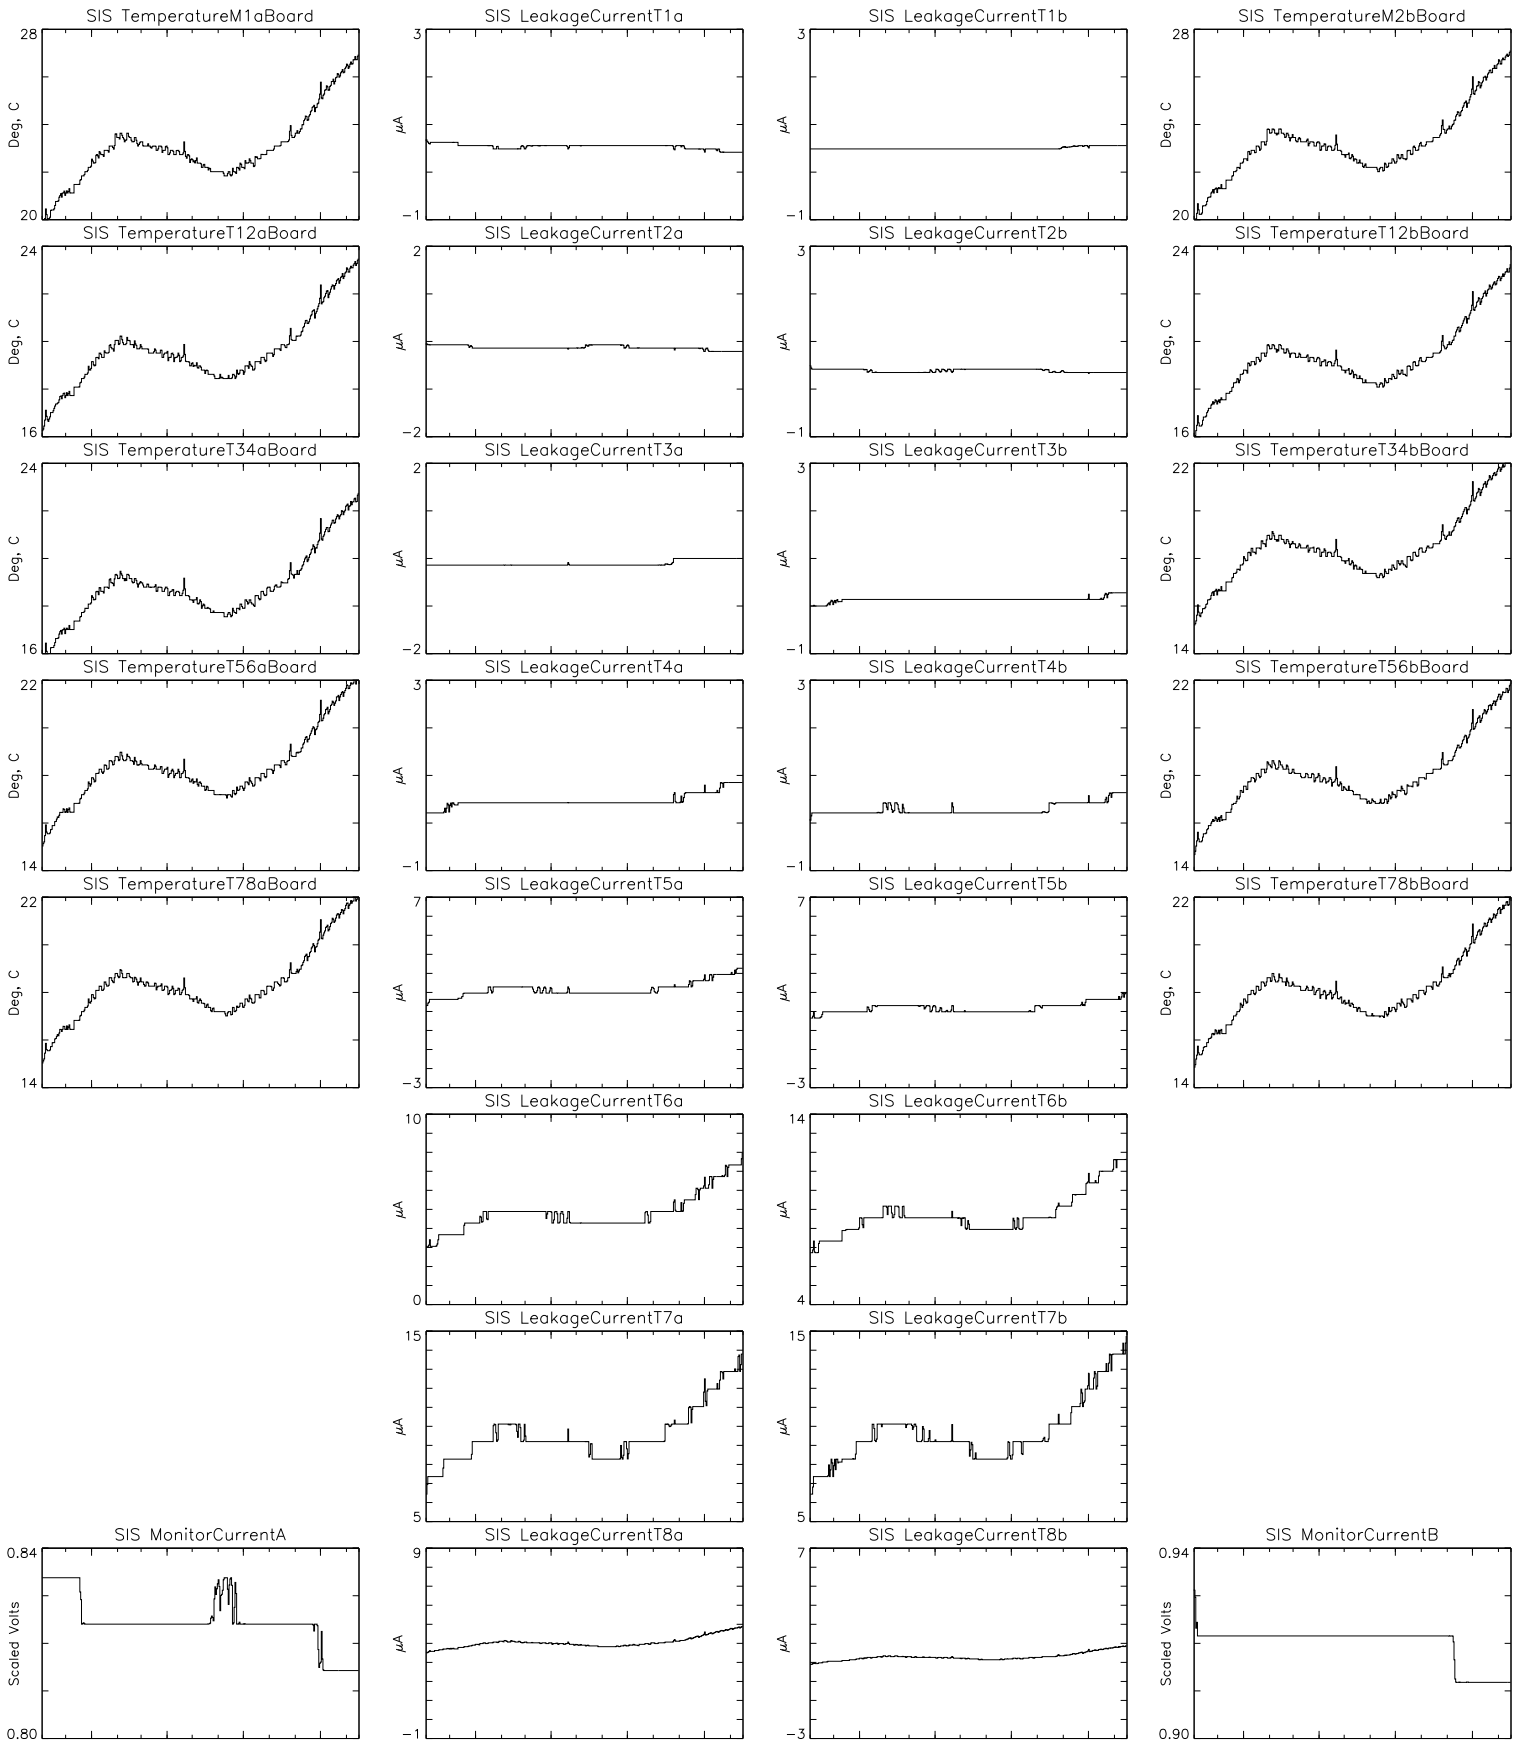 SIS TemperatureM1aBoard
28
Deg, C
20
SIS LeakageCurrentT1a
3
μA
−1
SIS LeakageCurrentT1b
3
μA
−1
SIS TemperatureM2bBoard
28
Deg, C
20
SIS TemperatureT12aBoard
24
Deg, C
16
SIS LeakageCurrentT2a
2
μA
−2
SIS LeakageCurrentT2b
3
μA
−1
SIS TemperatureT12bBoard
24
Deg, C
16
SIS TemperatureT34aBoard
24
Deg, C
16
SIS LeakageCurrentT3a
2
μA
−2
SIS LeakageCurrentT3b
3
μA
−1
SIS TemperatureT34bBoard
22
Deg, C
14
SIS TemperatureT56aBoard
22
Deg, C
14
SIS LeakageCurrentT4a
3
μA
−1
SIS LeakageCurrentT4b
3
μA
−1
SIS TemperatureT56bBoard
22
Deg, C
14
SIS TemperatureT78aBoard
22
Deg, C
14
SIS LeakageCurrentT5a
7
μA
−3
SIS LeakageCurrentT5b
7
μA
−3
SIS TemperatureT78bBoard
22
Deg, C
14
SIS LeakageCurrentT6a
10
μA
0
SIS LeakageCurrentT6b
14
μA
4
SIS LeakageCurrentT7a
15
μA
5
SIS LeakageCurrentT7b
15
μA
5
SIS MonitorCurrentA
0.84
Scaled Volts
0.80
SIS LeakageCurrentT8a
9
μA
−1
SIS LeakageCurrentT8b
7
μA
−3
SIS MonitorCurrentB
0.94
Scaled Volts
0.90